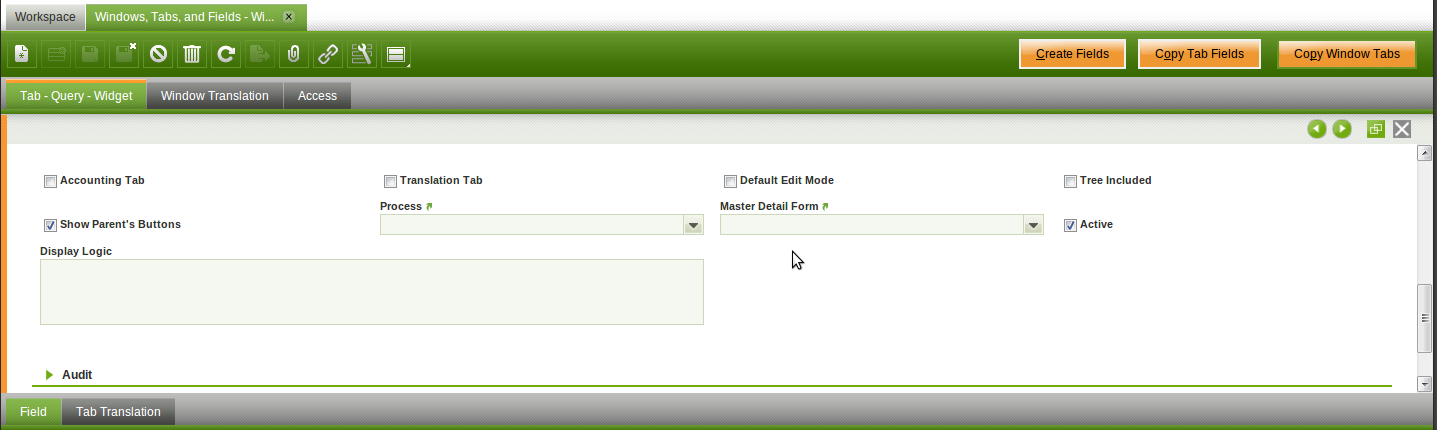 Workspace
Windows, Tabs, and Fields - Wi...
Create Fields
Copy Tab Fields
Copy Window Tabs
Tab - Query - Widget
Window Translation
Access
Accounting Tab
Translation Tab
Default Edit Mode
Tree Included
Show Parent's Buttons
Process
Master Detail Form
Active
Display Logic
Audit
Field
Tab Translation